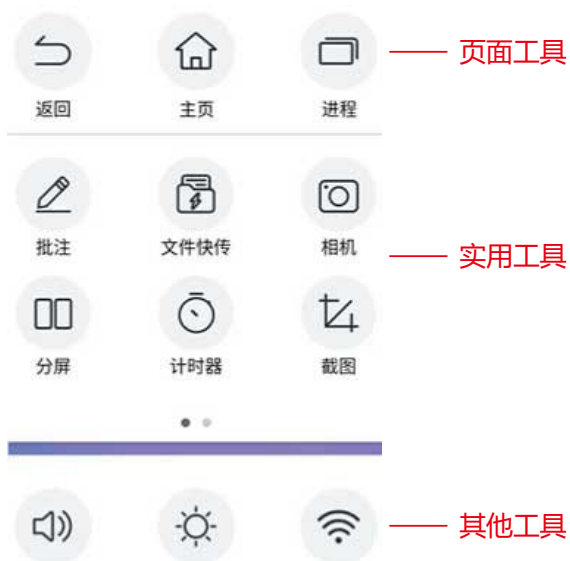 页面工具
返回 主页 进程
批注 文件快传 相机
实用工具
分屏 计时器 截图
其他工具